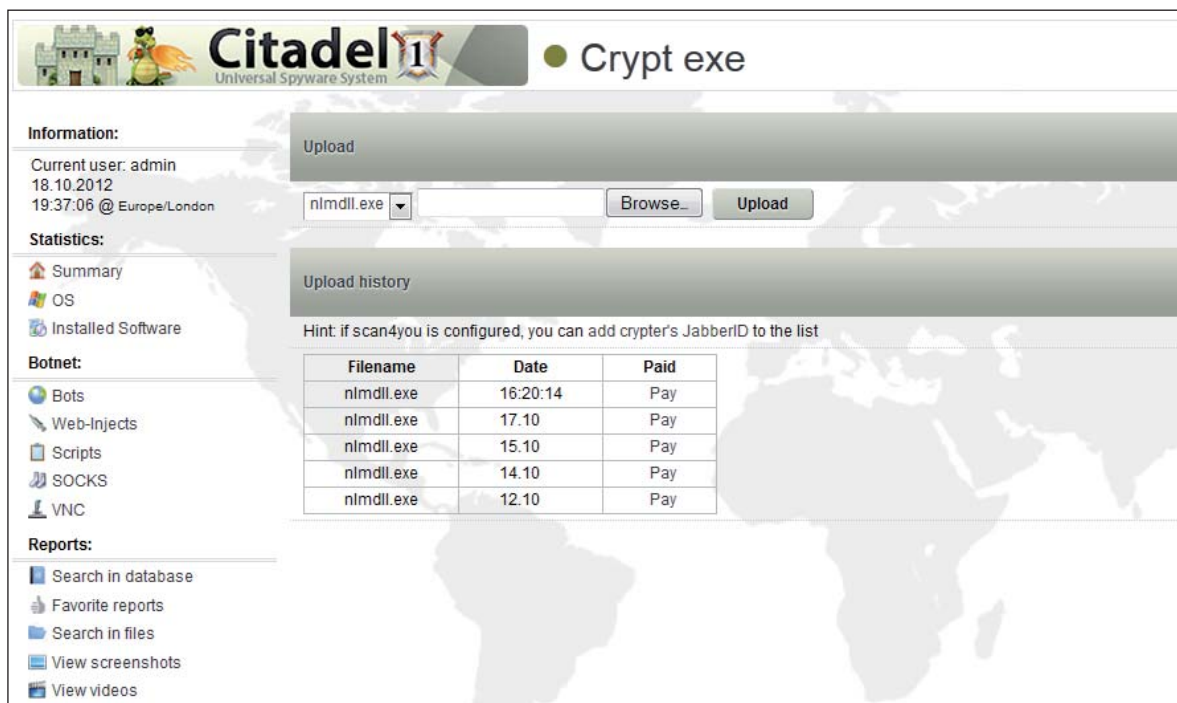 Citadel 1
Universal Spyware System
Crypt exe
Information:
Current user: admin
18.10.2012
19:37:06 @ Europe/London
Statistics:
Summary
OS
Installed Software
Botnet:
Bots
Web-Injects
Scripts
SOCKS
VNC
Reports:
Search in database
Favorite reports
Search in files
View screenshots
View videos
Upload
nlmdll.exe Browse... Upload
Upload history
Hint: if scan4you is configured, you can add crypter's JabberID to the list
Filename Date Paid
nlmdll.exe 16:20:14 Pay
nlmdll.exe 17.10 Pay
nlmdll.exe 15.10 Pay
nlmdll.exe 14.10 Pay
nlmdll.exe 12.10 Pay